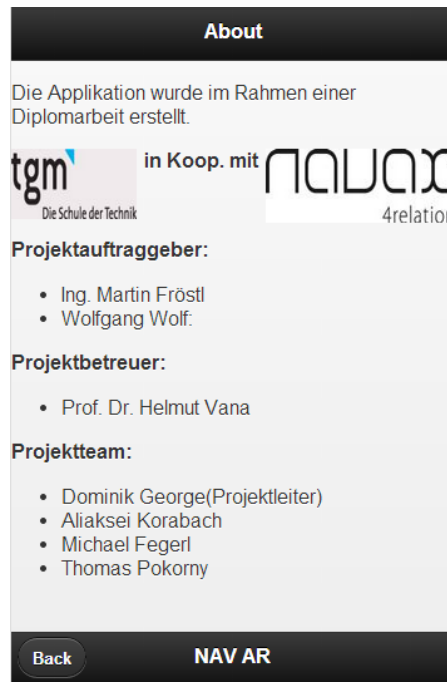 About
Die Applikation wurde im Rahmen einer
Diplomarbeit erstellt.
tgm in Koop. mit navax
Die Schule der Technik 4relation
Projektauftraggeber:
• Ing. Martin Fröstl
• Wolfgang Wolf:
Projektbetreuer:
• Prof. Dr. Helmut Vana
Projektteam:
• Dominik George(Projektleiter)
• Aliaksei Korabach
• Michael Fegerl
• Thomas Pokorny
Back NAV AR